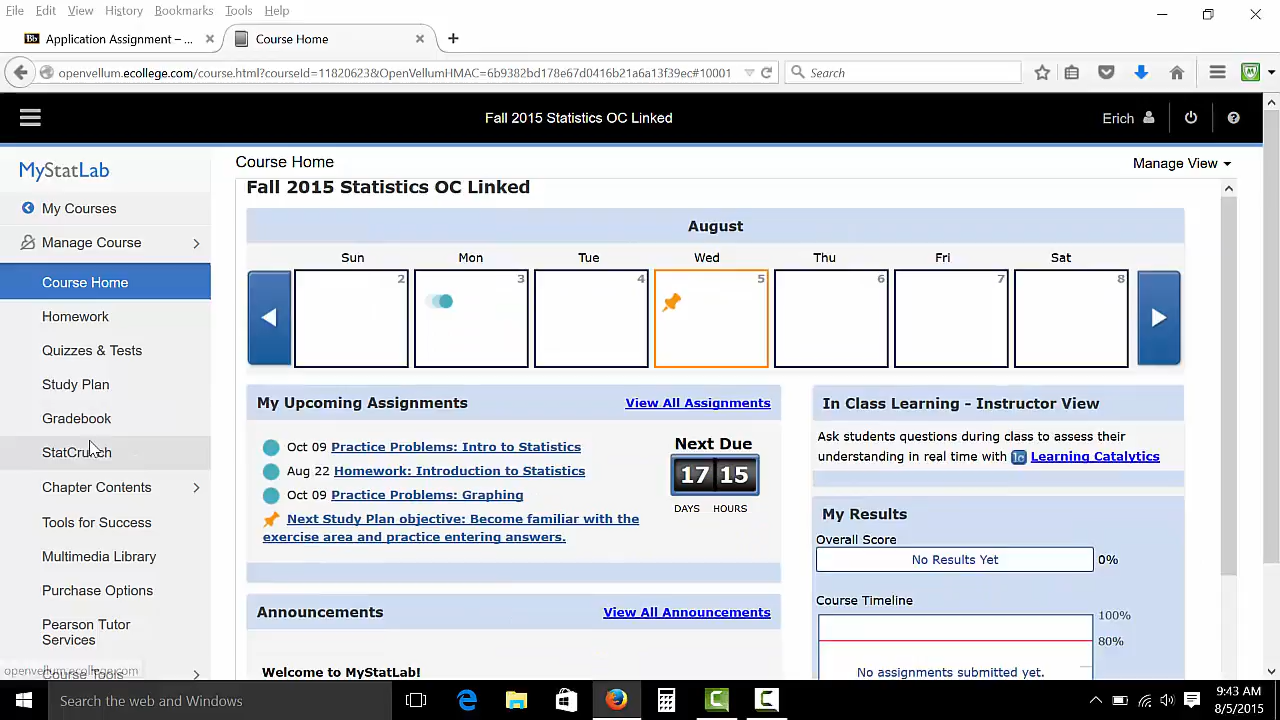 File Edit View History Bookmarks Tools Help
Bb Application Assignment – ... × Course Home × +
openvellum.ecollege.com/course.html?courseId=11820623&OpenVellumHMAC=6b9382bd178e67d0416b21a6a13f39ec#10001 Search
Fall 2015 Statistics OC Linked Erich ?
MyStatLab
Course Home Manage View
My Courses
Manage Course
Course Home
Homework
Quizzes & Tests
Study Plan
Gradebook
StatCrunch
Chapter Contents
Tools for Success
Multimedia Library
Purchase Options
Pearson Tutor
Services
openvellum.ecollege.com
Course Tools
Fall 2015 Statistics OC Linked
August
Sun Mon Tue Wed Thu Fri Sat
2 3 4 5 6 7 8
My Upcoming Assignments View All Assignments
Oct 09 Practice Problems: Intro to Statistics
Aug 22 Homework: Introduction to Statistics
Oct 09 Practice Problems: Graphing
Next Study Plan objective: Become familiar with the
exercise area and practice entering answers.
Next Due
17 15
DAYS HOURS
Announcements View All Announcements
Welcome to MyStatLab!
In Class Learning - Instructor View
Ask students questions during class to assess their
understanding in real time with lc Learning Catalytics
My Results
Overall Score
No Results Yet 0%
Course Timeline
100%
80%
No assignments submitted yet.
Search the web and Windows
9:43 AM
8/5/2015